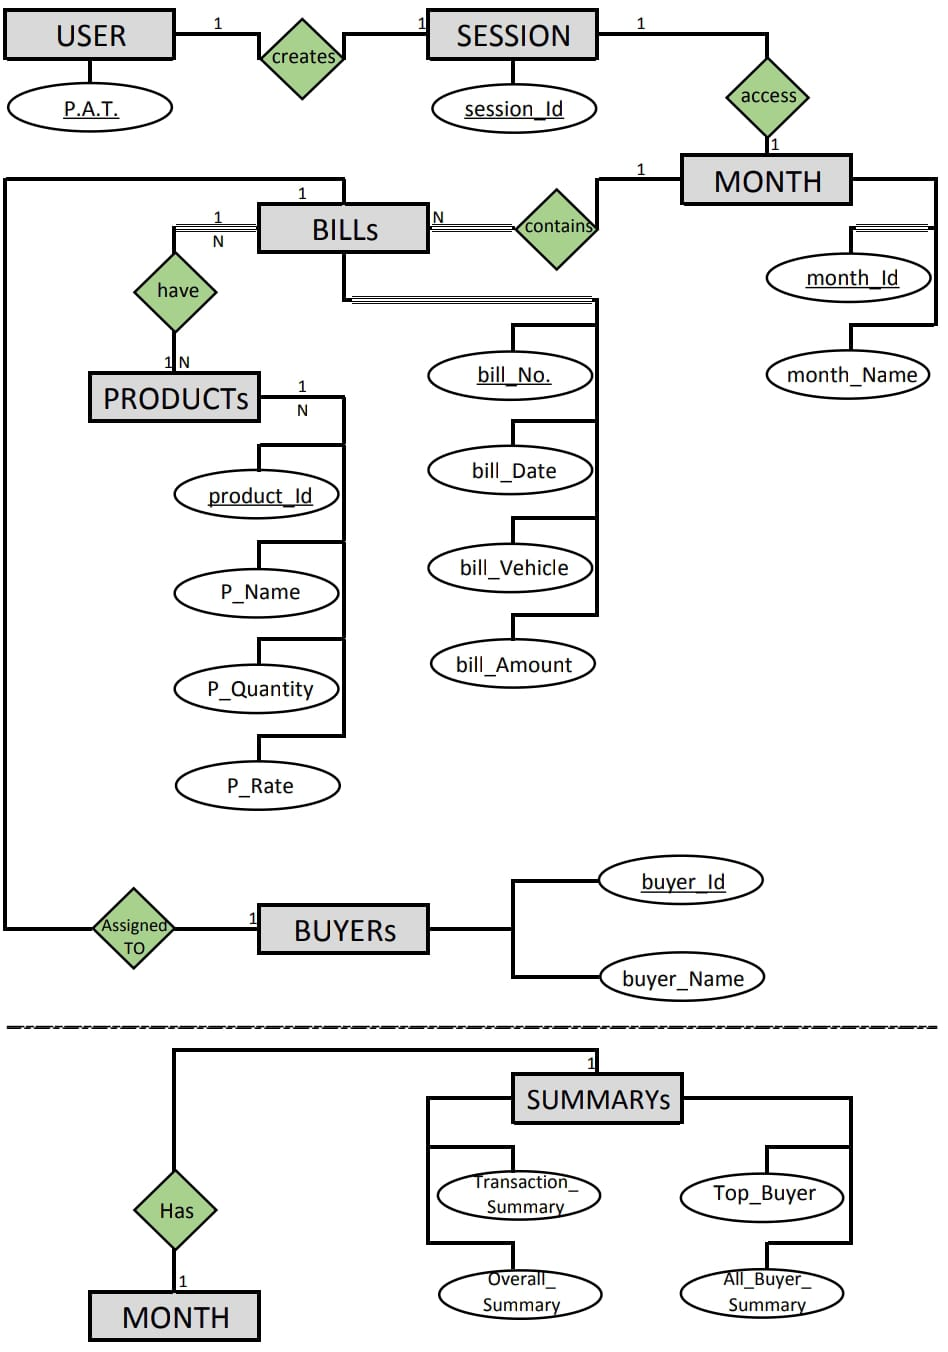 USER
1
creates
1
SESSION
1
P.A.T.
session_Id
access
1
MONTH
1
contains
N
BILLs
1
1
N
have
month_Id
month_Name
1 N
PRODUCTs
1
N
bill_No.
bill_Date
bill_Vehicle
bill_Amount
product_Id
P_Name
P_Quantity
P_Rate
Assigned
TO
1
BUYERs
buyer_Id
buyer_Name
1
SUMMARYs
Transaction_
Summary
Top_Buyer
Overall_
Summary
All_Buyer_
Summary
Has
1
MONTH